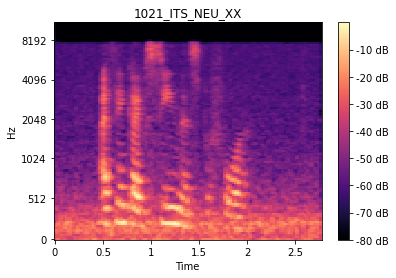 1021_ITS_NEU_XX
Hz
8192
4096
2048
1024
512
0
0
0.5
1
1.5
2
2.5
Time
-10 dB
-20 dB
-30 dB
-40 dB
-50 dB
-60 dB
-70 dB
-80 dB